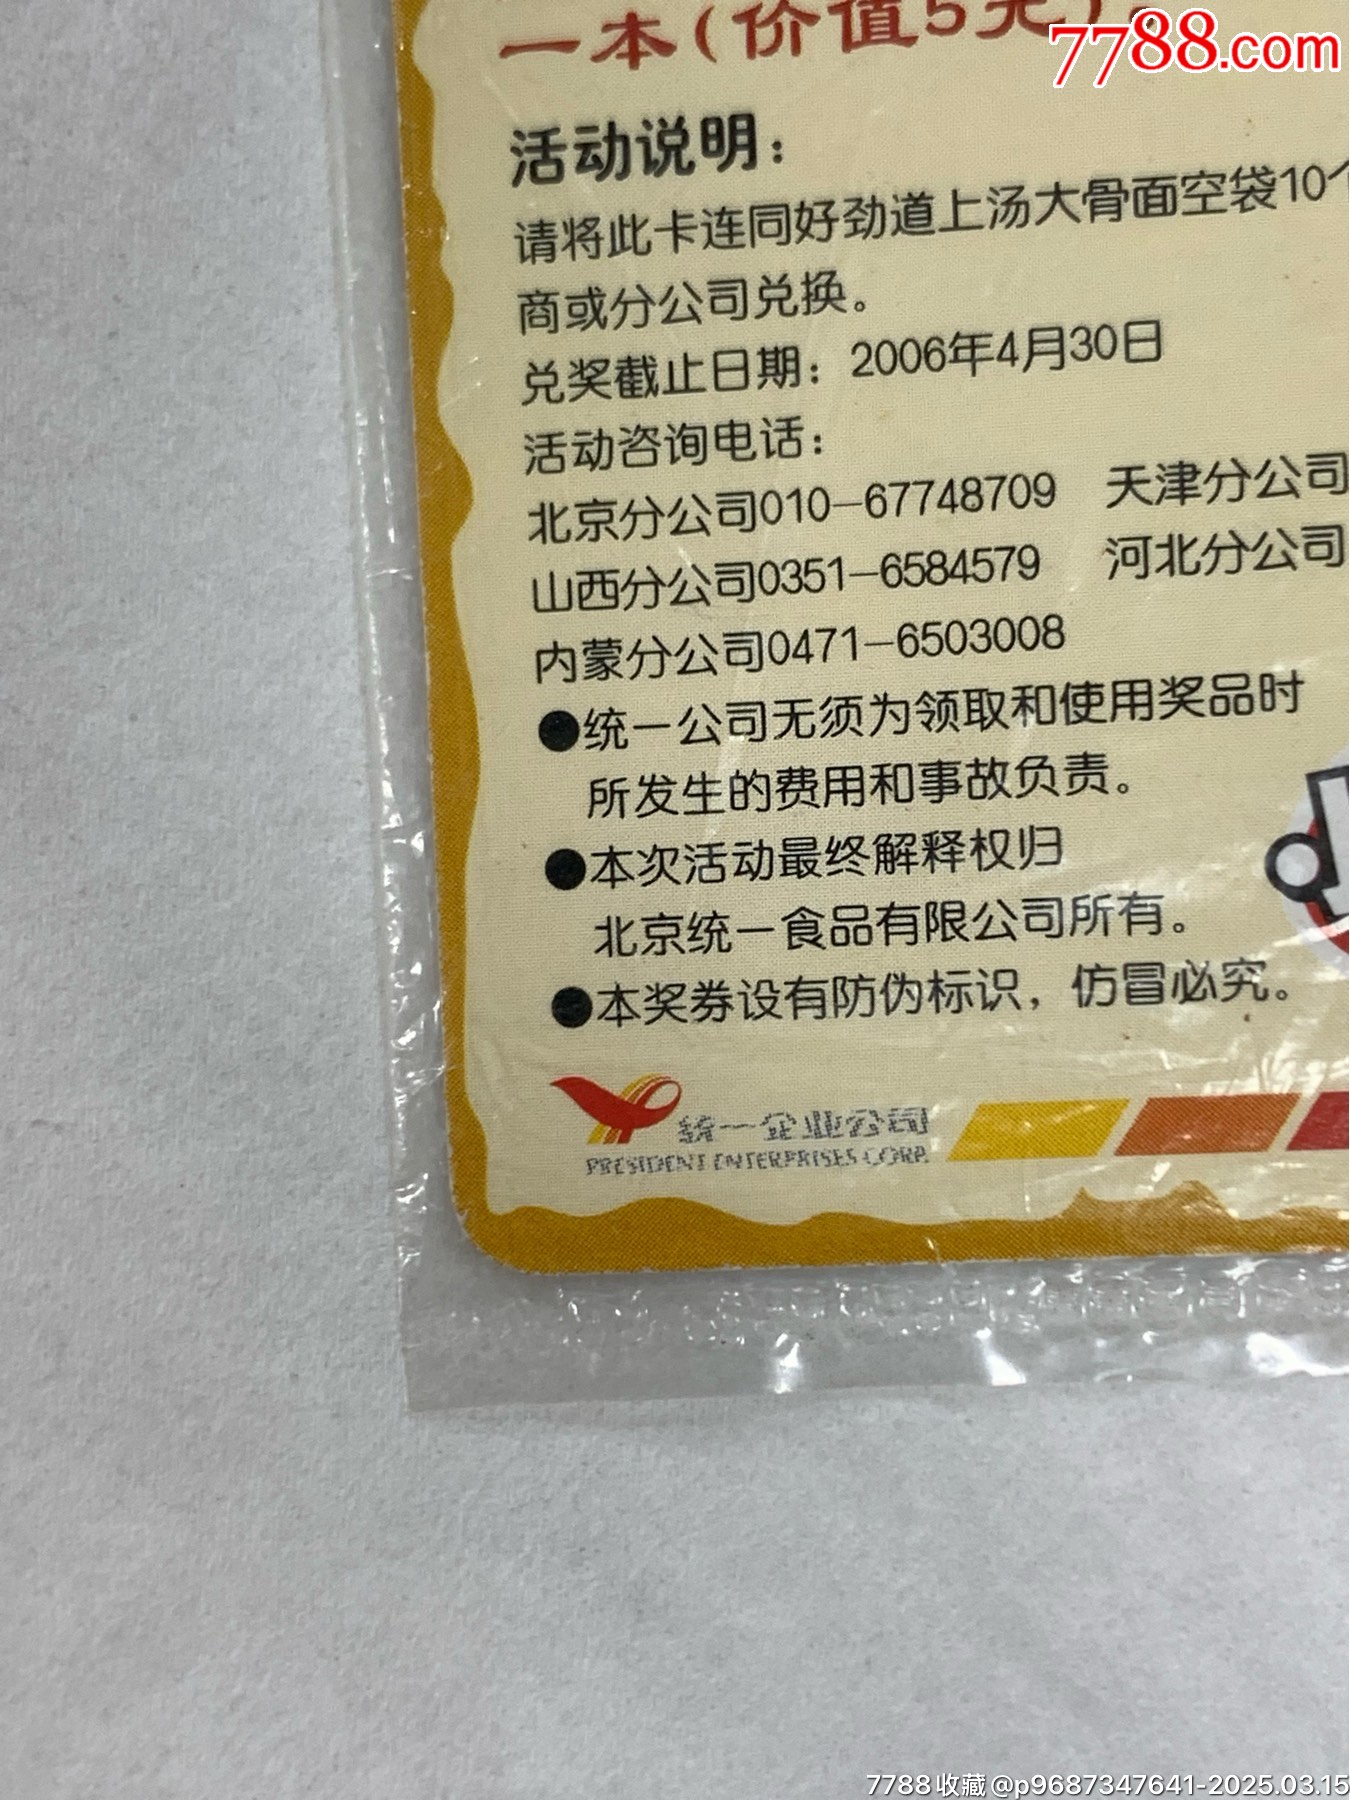 一本(价值5元)
7788.com
活动说明：
请将此卡连同好劲道上汤大骨面空袋10个
商或分公司兑换。
兑奖截止日期：2006年4月30日
活动咨询电话：
北京分公司010-67748709 天津分公司
山西分公司0351-6584579 河北分公司
内蒙分公司0471-6503008
●统一公司无须为领取和使用奖品时
所发生的费用和事故负责。
●本次活动最终解释权归
北京统一食品有限公司所有。
●本奖券设有防伪标识，仿冒必究。
统一企业公司
PRESIDENT ENTERPRISES CORP.
7788收藏@p9687347641-2025.03.15